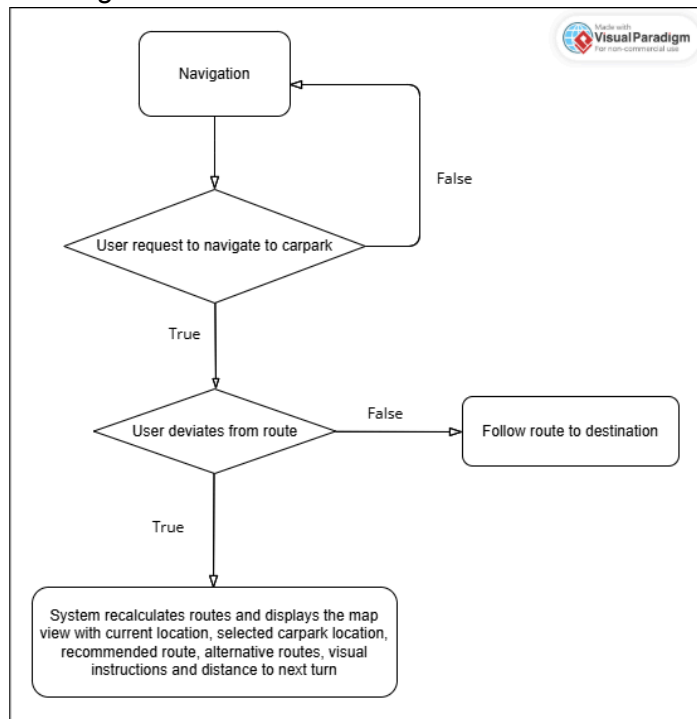 Made with
Visual Paradigm
For non-commercial use
Navigation
False
User request to navigate to carpark
True
User deviates from route
False
Follow route to destination
True
System recalculates routes and displays the map
view with current location, selected carpark location,
recommended route, alternative routes, visual
instructions and distance to next turn